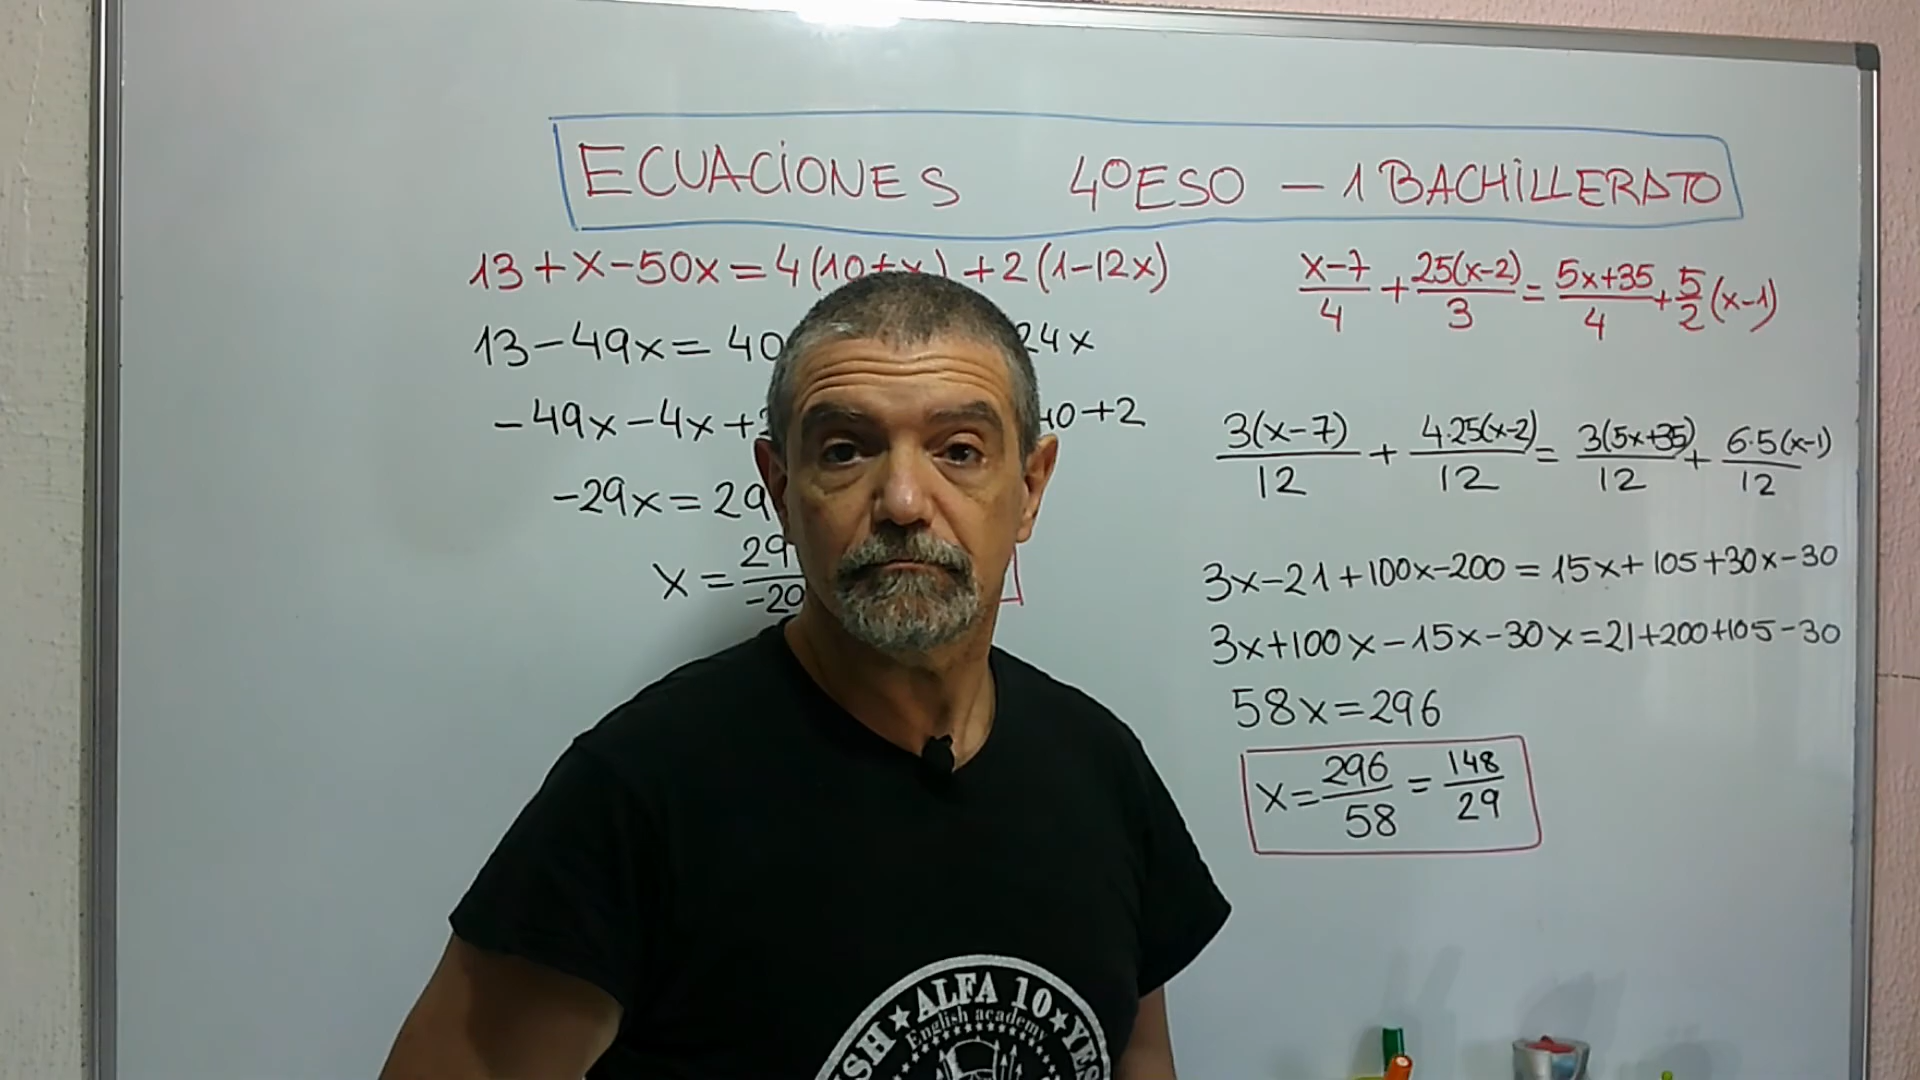 ECUACIONES 4ºESO – 1 BACHILLERATO
13+x-50x=4(10+x)+2(1-12x)
13-49x=40 24x
-49x-4x+ 40+2
-29x=29
x=29/-20
(x-7)/4+25(x-2)/3=(5x+35)/4+5/2(x-1)
3(x-7)/12+4·25(x-2)/12=3(5x+35)/12+6·5(x-1)/12
3x-21+100x-200=15x+105+30x-30
3x+100x-15x-30x=21+200+105-30
58x=296
x=296/58=148/29
★ALFA 10★YES
English academy